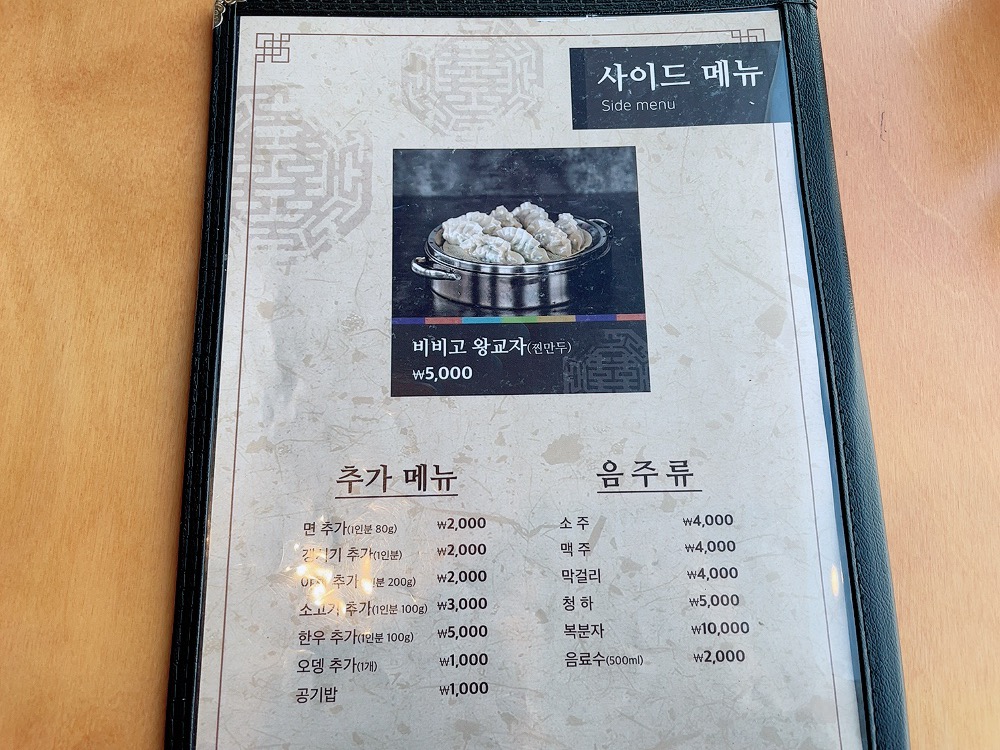 사이드 메뉴
Side menu
비비고 왕교자(찐만두)
₩5,000
추가 메뉴
면 추가(1인분 80g) ₩2,000
추가(1인분) ₩2,000
추가 200g) ₩2,000
소고기 추가(1인분 100g) ₩3,000
한우 추가(1인분 100g) ₩5,000
오뎅 추가(1개) ₩1,000
공기밥 ₩1,000
음주류
소 주 ₩4,000
맥 주 ₩4,000
막걸리 ₩4,000
청 하 ₩5,000
복분자 ₩10,000
음료수(500ml) ₩2,000